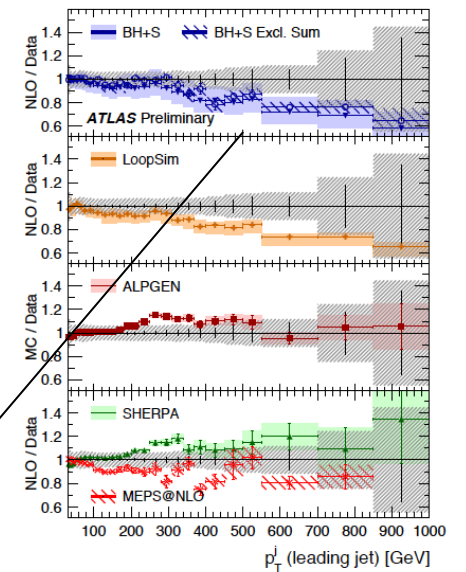 NLO / Data
1.4
1.2
1
0.8
0.6
BH+S
BH+S Excl. Sum
ATLAS Preliminary
NLO / Data
1.4
1.2
1
0.8
0.6
LoopSim
MC / Data
1.4
1.2
1
0.8
0.6
ALPGEN
NLO / Data
1.4
1.2
1
0.8
0.6
SHERPA
MEPS@NLO
100 200 300 400 500 600 700 800 900 1000
p_T^j (leading jet) [GeV]